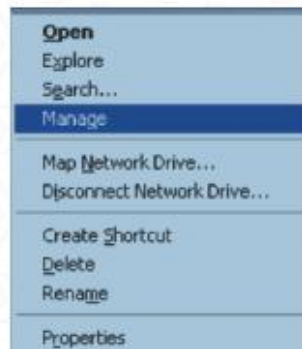 Open
Explore
Search...
Manage
Map Network Drive...
Disconnect Network Drive...
Create Shortcut
Delete
Rename
Properties